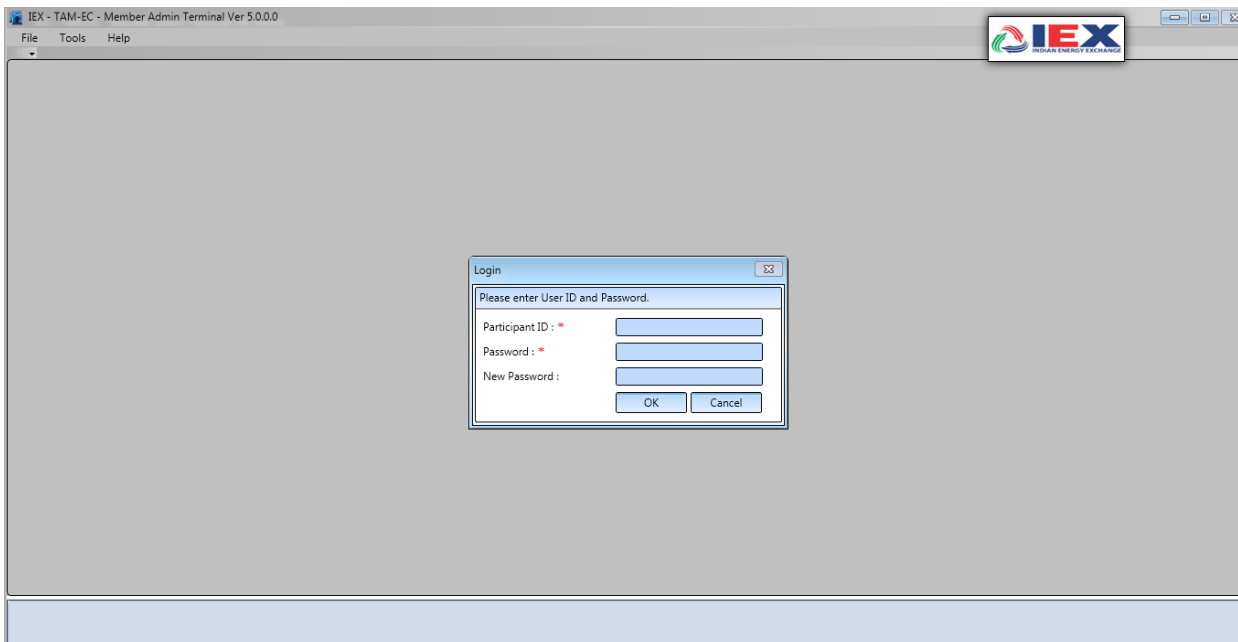 IEX - TAM-EC - Member Admin Terminal Ver 5.0.0.0
File Tools Help
IEX
INDIAN ENERGY EXCHANGE
Login
Please enter User ID and Password.
Participant ID : *
Password : *
New Password :
OK Cancel